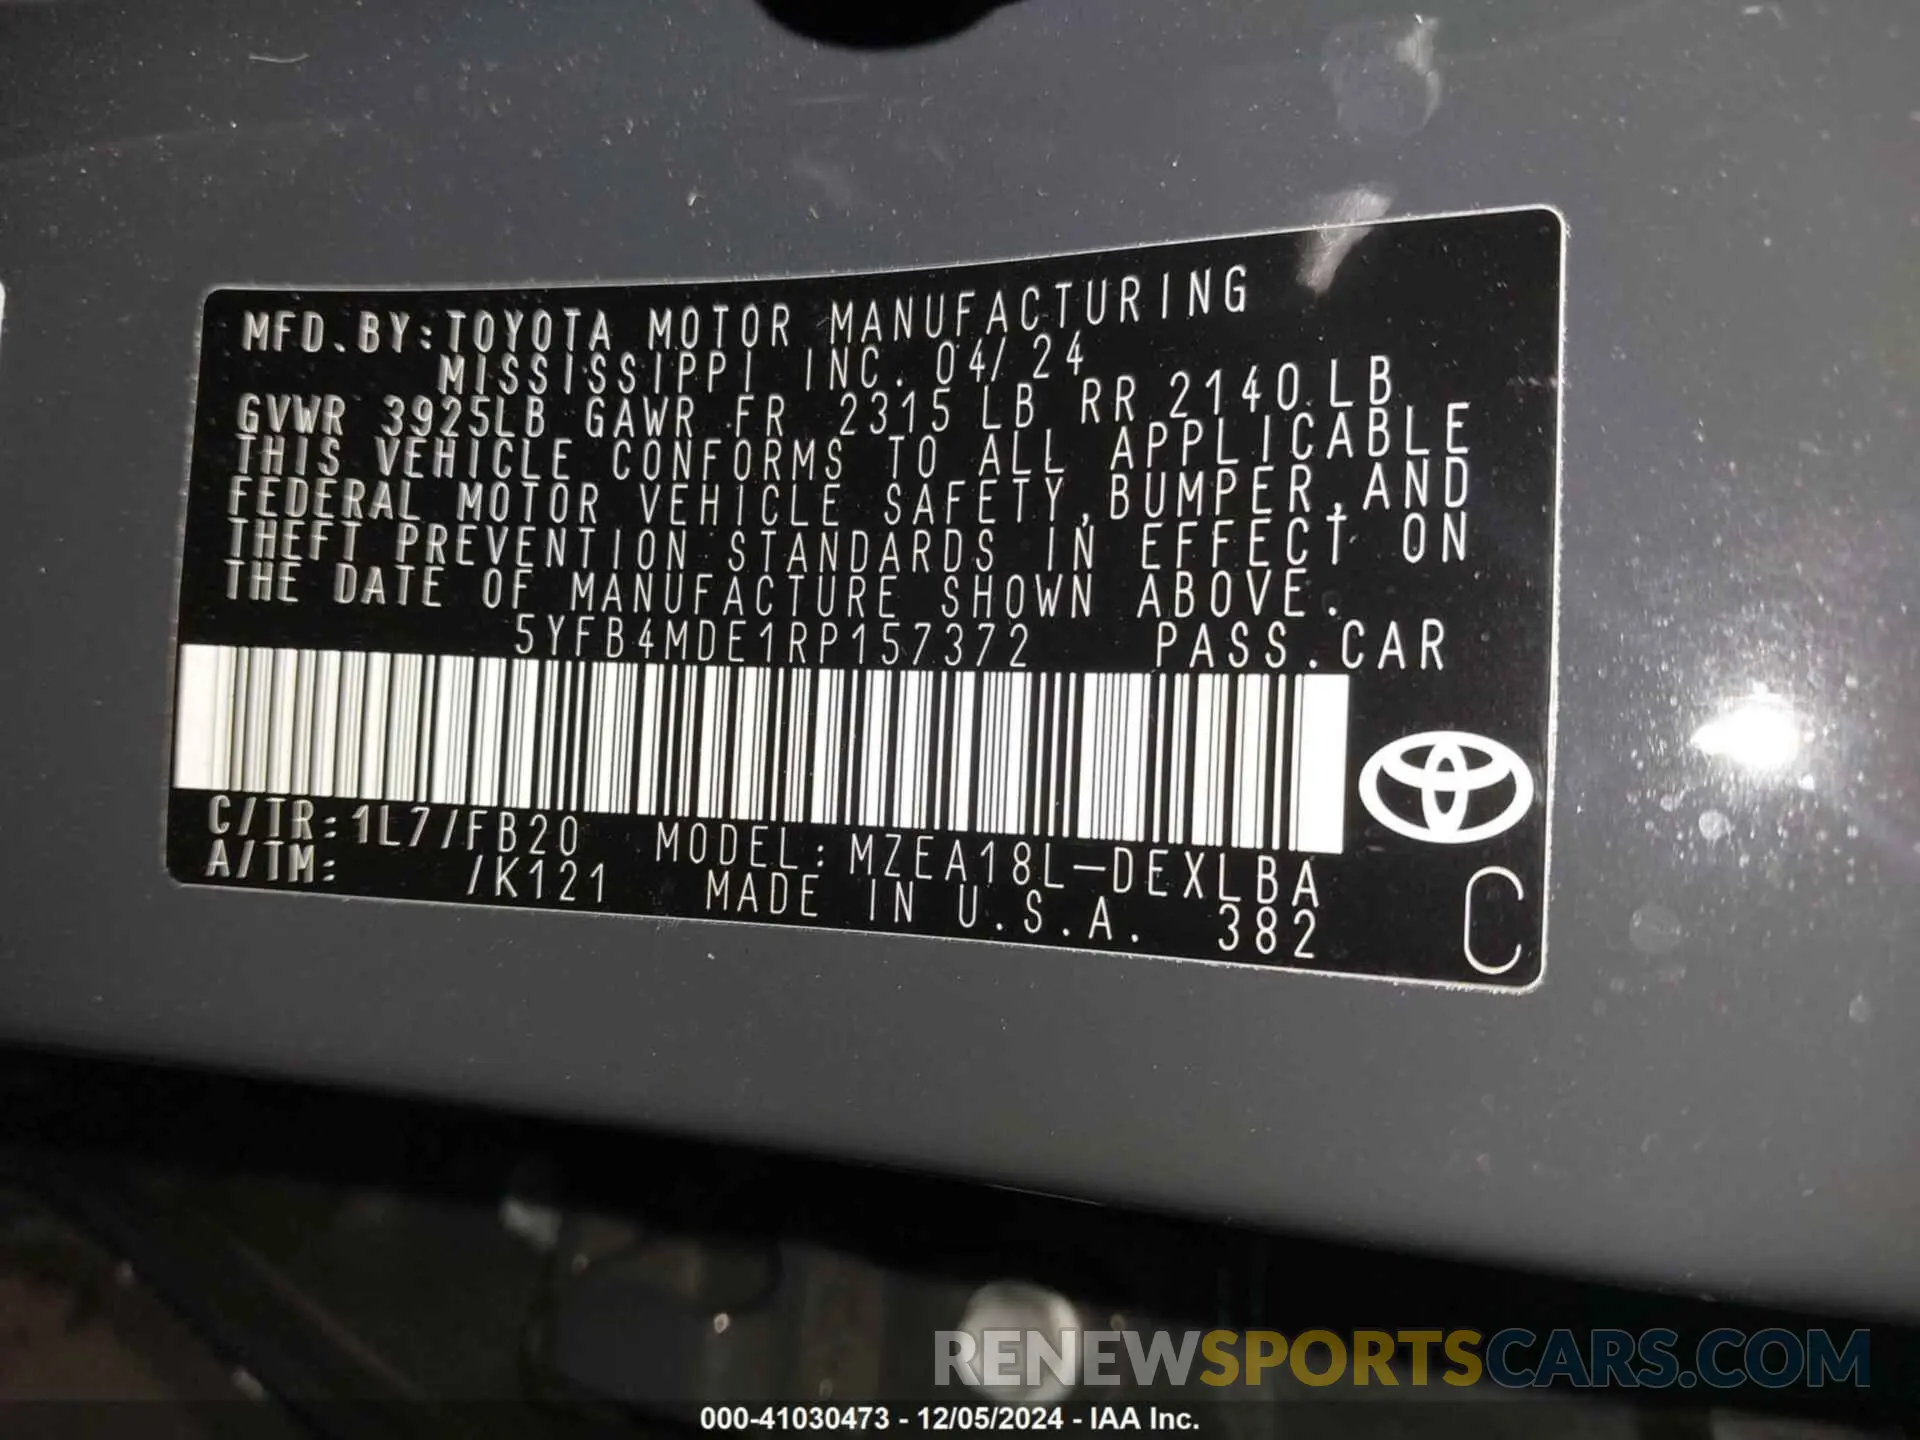 MFD. BY: TOYOTA MOTOR MANUFACTURING
MISSISSIPPI INC. 04/24
GVWR 3925LB GAWR FR 2315 LB RR 2140 LB
THIS VEHICLE CONFORMS TO ALL APPLICABLE
FEDERAL MOTOR VEHICLE SAFETY, BUMPER, AND
THEFT PREVENTION STANDARDS IN EFFECT ON
THE DATE OF MANUFACTURE SHOWN ABOVE.
5YFB4MDE1RP157372 PASS. CAR
C/TR: 1L7/FB20 MODEL: MZEA18L-DEXLBA
A/TM: /K121 MADE IN U.S.A. 382 C
RENEWSPORTSCARS.COM
000-41030473 - 12/05/2024 - IAA Inc.